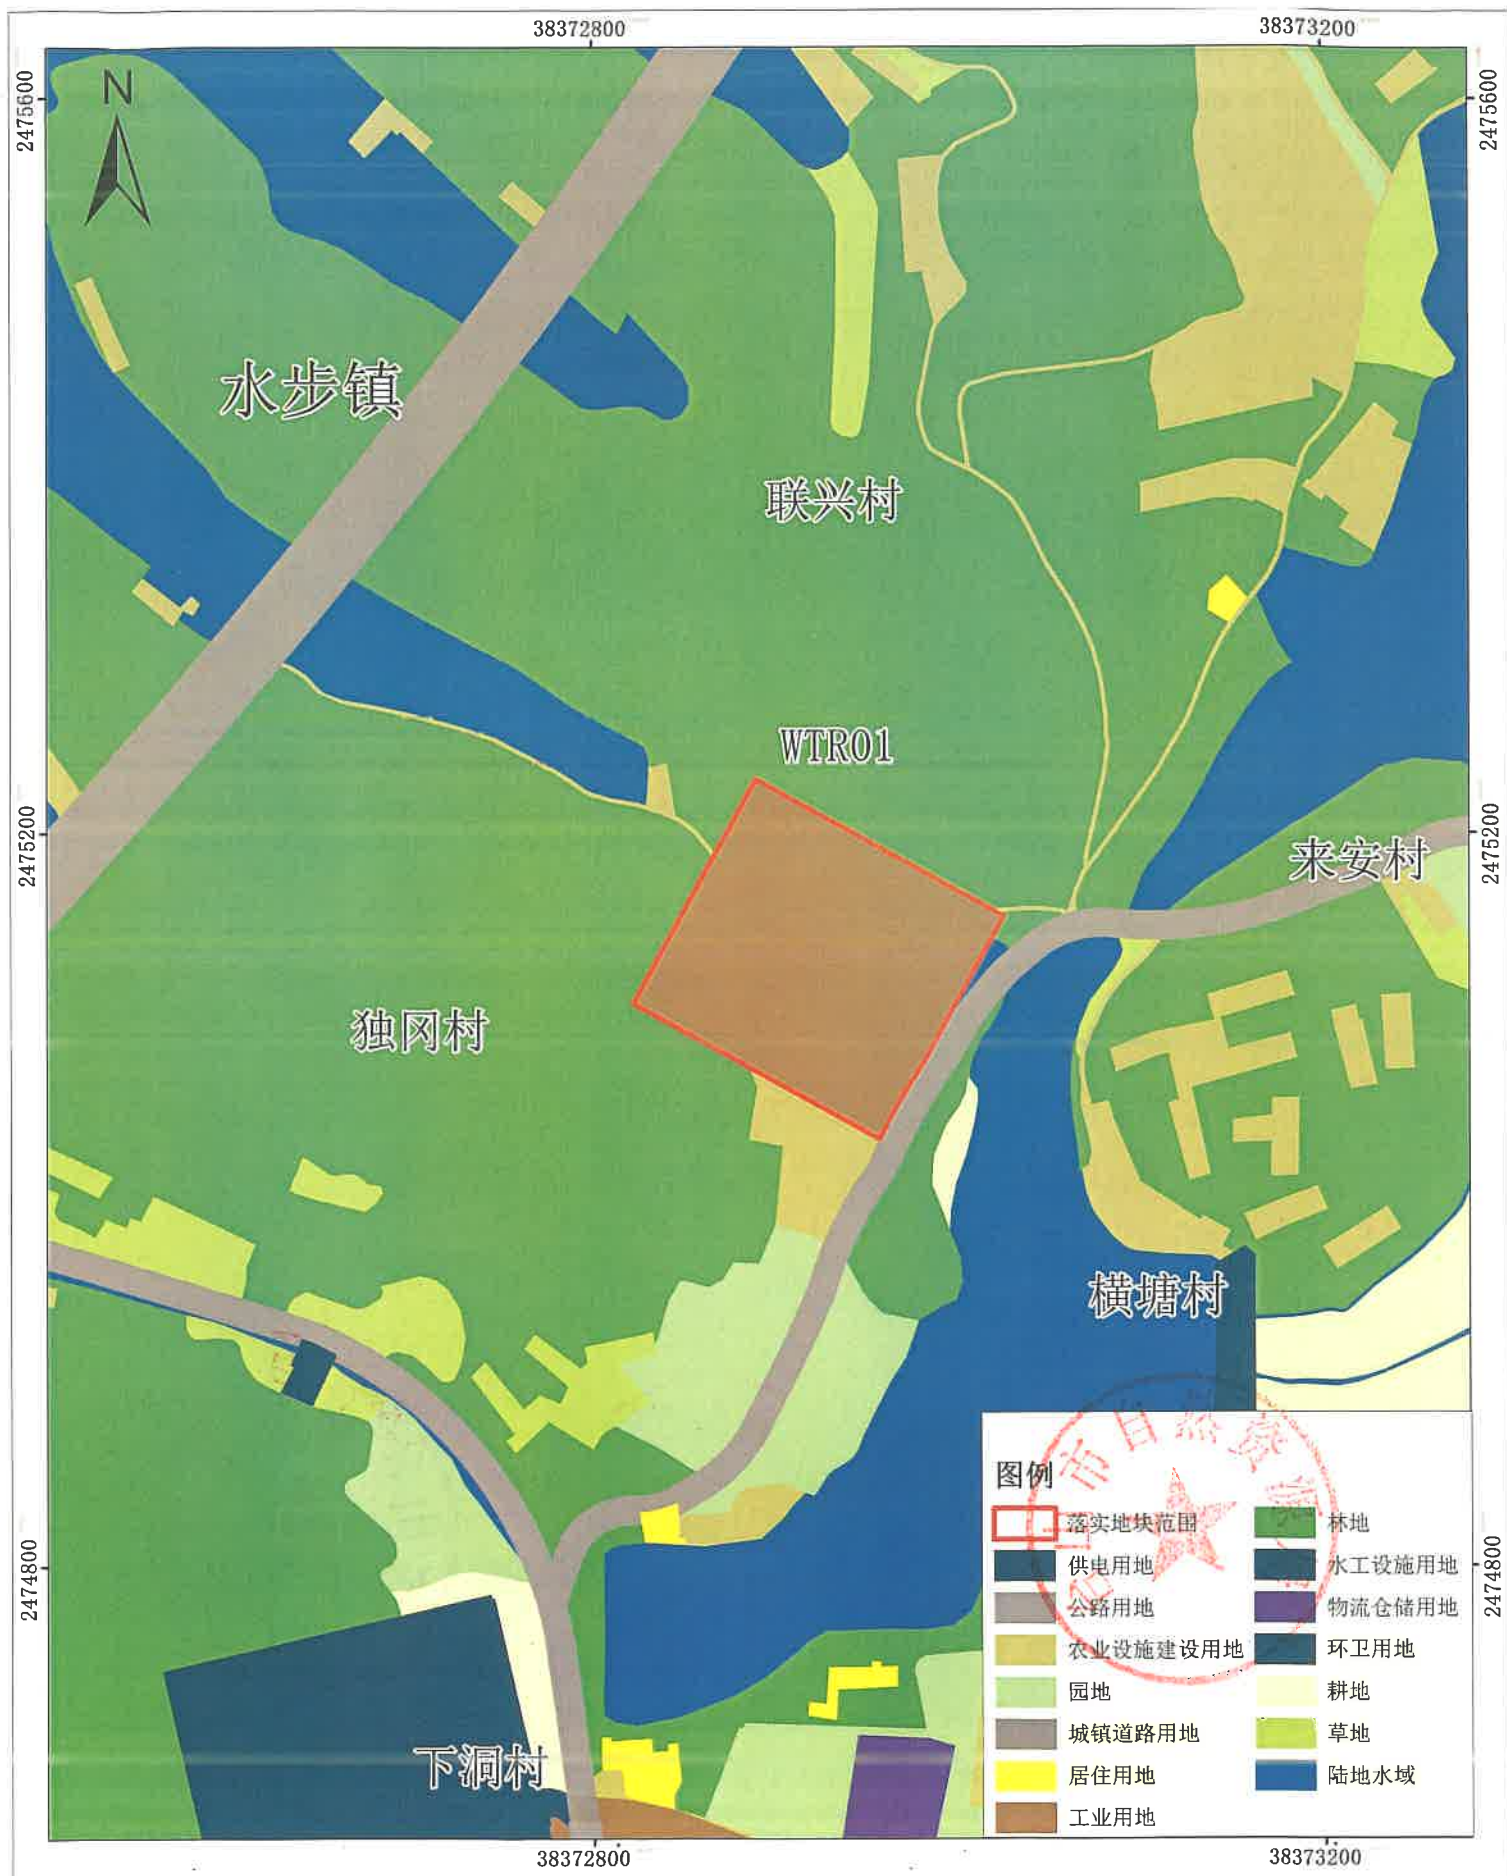 38372800
38373200
2475600
2475600
N
水步镇
联兴村
WTR01
2475200
2475200
来安村
独冈村
横塘村
图例
落实地块范围
林地
2474800
2474800
供电用地
水工设施用地
公路用地
物流仓储用地
农业设施建设用地
环卫用地
园地
耕地
城镇道路用地
草地
下洞村
居住用地
陆地水域
工业用地
38372800
38373200
市自然资源